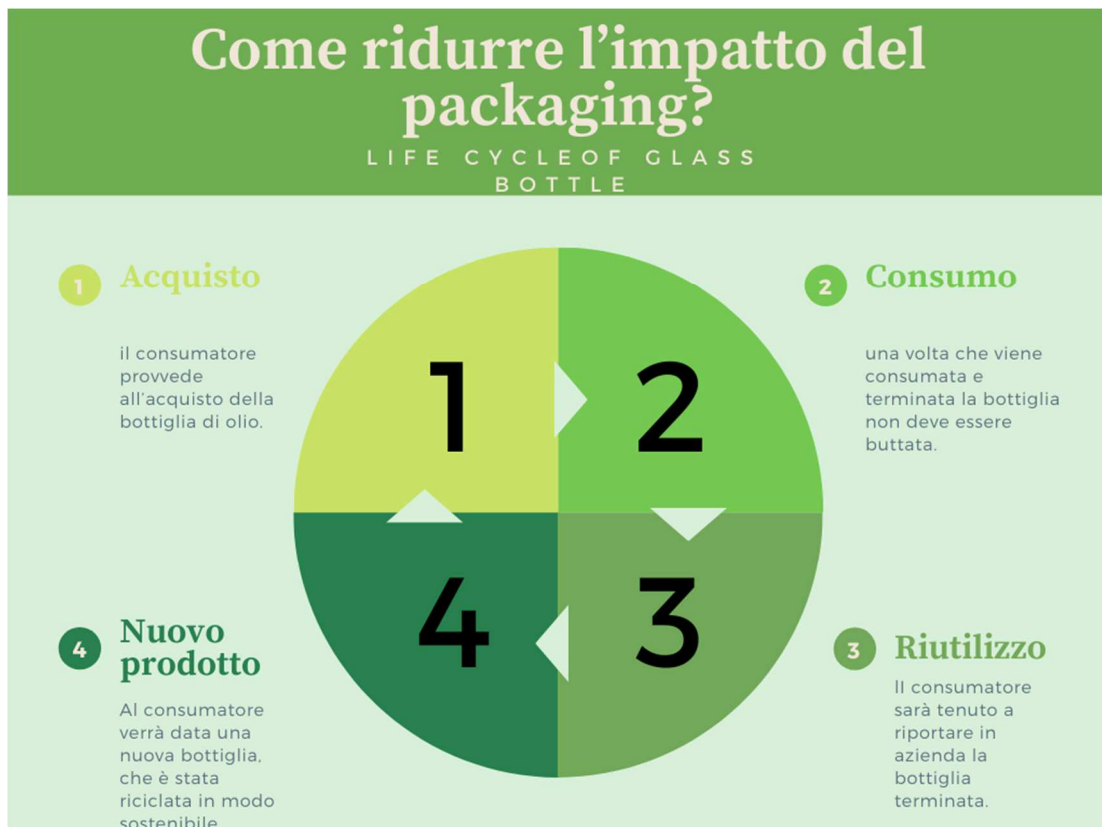 Come ridurre l'impatto del
packaging?
LIFE CYCLEOF GLASS
BOTTLE
1 Acquisto
il consumatore
provvede
all'acquisto della
bottiglia di olio.
2 Consumo
una volta che viene
consumata e
terminata la bottiglia
non deve essere
buttata.
1
2
4
3
4 Nuovo
prodotto
Al consumatore
verrà data una
nuova bottiglia,
che è stata
riciclata in modo
sostenibile
3 Riutilizzo
Il consumatore
sarà tenuto a
riportare in
azienda la
bottiglia
terminata.